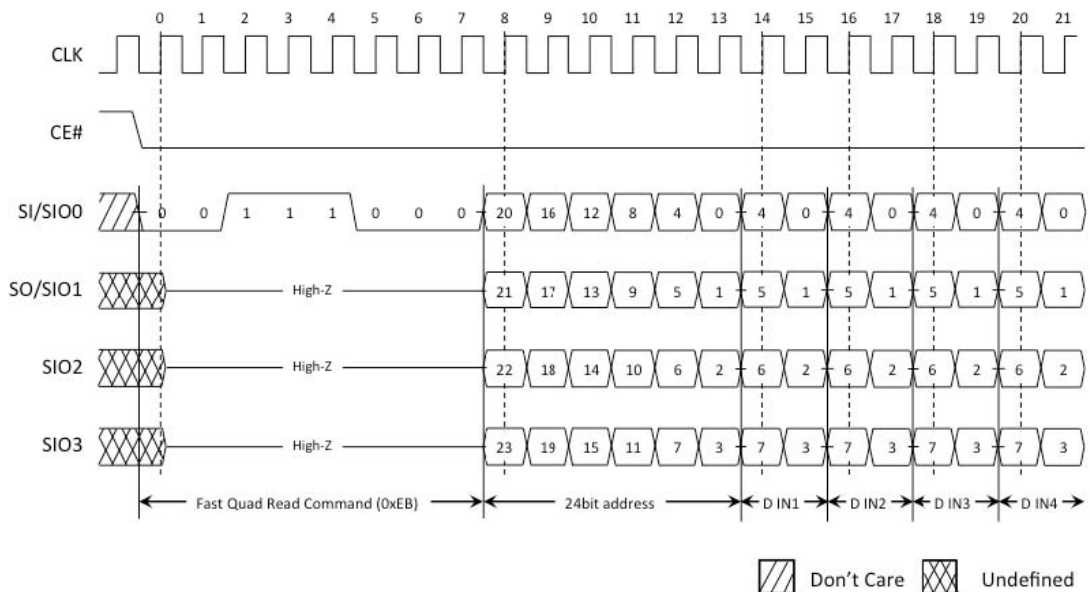 0 1 2 3 4 5 6 7 8 9 10 11 12 13 14 15 16 17 18 19 20 21
CLK
CE#
SI/SIO0 0 0 1 1 1 0 0 0 20 16 12 8 4 0 4 0 4 0 4 0 4 0
SO/SIO1 High-Z 21 17 13 9 5 1 5 1 5 1 5 1 5 1
SIO2 High-Z 22 18 14 10 6 2 6 2 6 2 6 2 6 2
SIO3 High-Z 23 19 15 11 7 3 7 3 7 3 7 3 7 3
Fast Quad Read Command (0xEB) 24bit address D IN1 D IN2 D IN3 D IN4
Don't Care Undefined